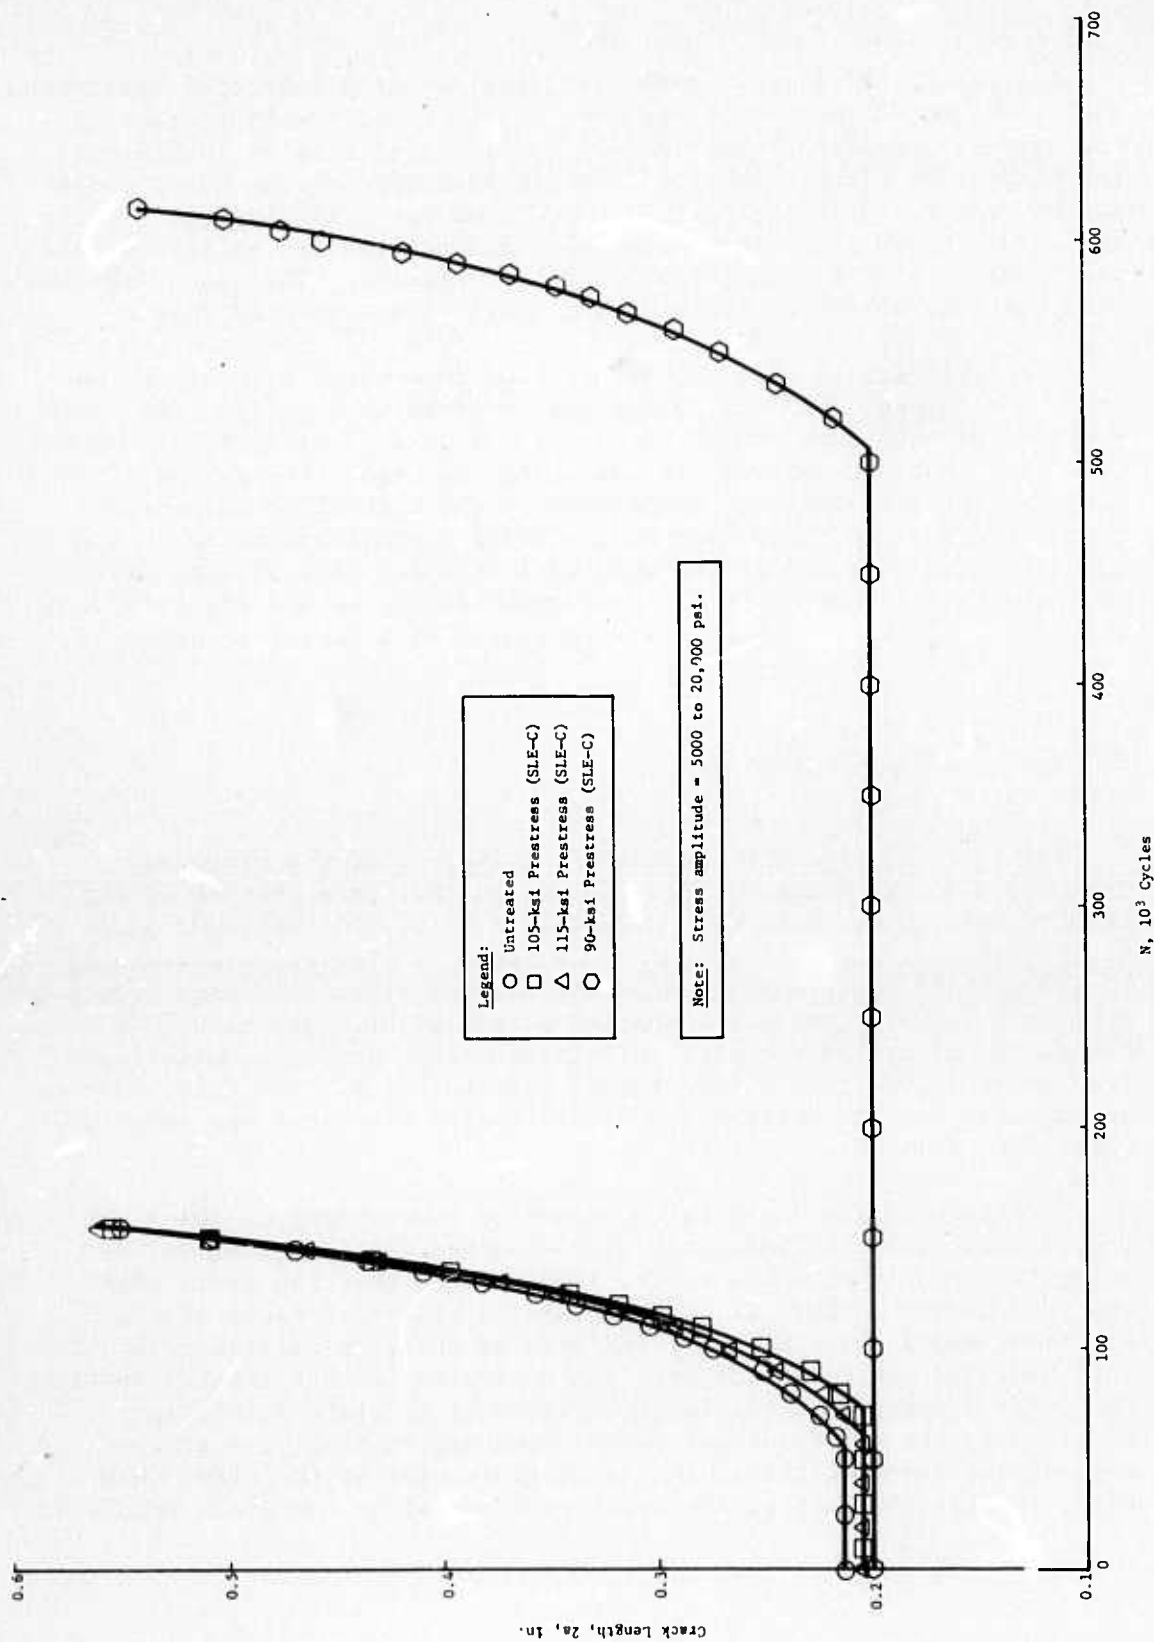 0.6
0.5
0.4
0.3
0.2
0.1
Crack Length, 2a, in.
0
100
200
300
400
500
600
700
N, 10³ Cycles
Legend:
Untreated
105-ksi Prestress (SLE-C)
115-ksi Prestress (SLE-C)
90-ksi Prestress (SLE-C)
Note: Stress amplitude = 5000 to 20,000 psi.